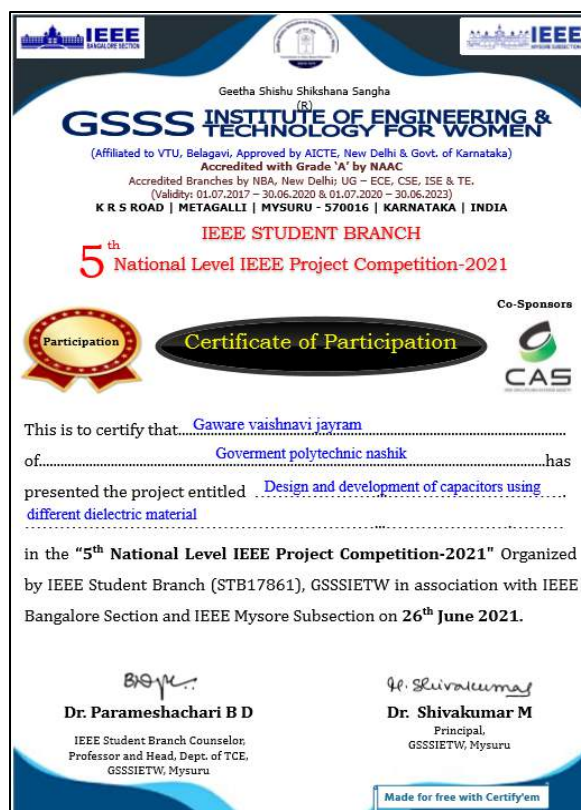 IEEE
BANGALORE SECTION
IEEE
MYSORE SUBSECTION
Geetha Shishu Shikshana Sangha
(R)
GSSS INSTITUTE OF ENGINEERING &
TECHNOLOGY FOR WOMEN
(Affiliated to VTU, Belagavi, Approved by AICTE, New Delhi & Govt. of Karnataka)
Accredited with Grade 'A' by NAAC
Accredited Branches by NBA, New Delhi; UG – ECE, CSE, ISE & TE.
(Validity: 01.07.2017 – 30.06.2020 & 01.07.2020 – 30.06.2023)
K R S ROAD | METAGALLI | MYSURU - 570016 | KARNATAKA | INDIA
IEEE STUDENT BRANCH
5th National Level IEEE Project Competition-2021
Co-Sponsors
Participation
Certificate of Participation
CAS
This is to certify that Gaware vaishnavi jayram
of Goverment polytechnic nashik has
presented the project entitled Design and development of capacitors using
different dielectric material
in the "5th National Level IEEE Project Competition-2021" Organized
by IEEE Student Branch (STB17861), GSSSIETW in association with IEEE
Bangalore Section and IEEE Mysore Subsection on 26th June 2021.
H. Shivakumar
Dr. Parameshachari B D
IEEE Student Branch Counselor,
Professor and Head, Dept. of TCE,
GSSSIETW, Mysuru
Dr. Shivakumar M
Principal,
GSSSIETW, Mysuru
Made for free with Certify'em